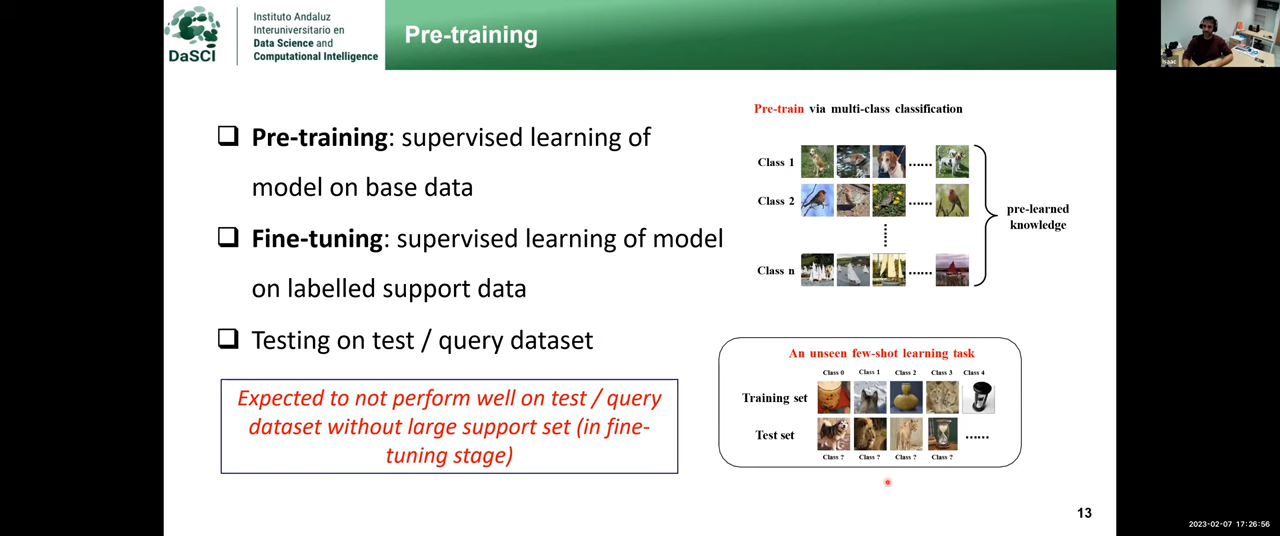 DaSCI
Instituto Andaluz
Interuniversitario en
Data Science and
Computational Intelligence
Pre-training
Isaac
❑ Pre-training: supervised learning of
model on base data
❑ Fine-tuning: supervised learning of model
on labelled support data
❑ Testing on test / query dataset
Expected to not perform well on test / query
dataset without large support set (in fine-
tuning stage)
Pre-train via multi-class classification
Class 1 ......
Class 2 ......
Class n ......
pre-learned
knowledge
An unseen few-shot learning task
Class 0 Class 1 Class 2 Class 3 Class 4
Training set
Test set ......
Class ? Class ? Class ? Class ?
13
2023-02-07 17:26:56